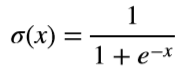 σ(x) = 1 / (1 + e^{-x})